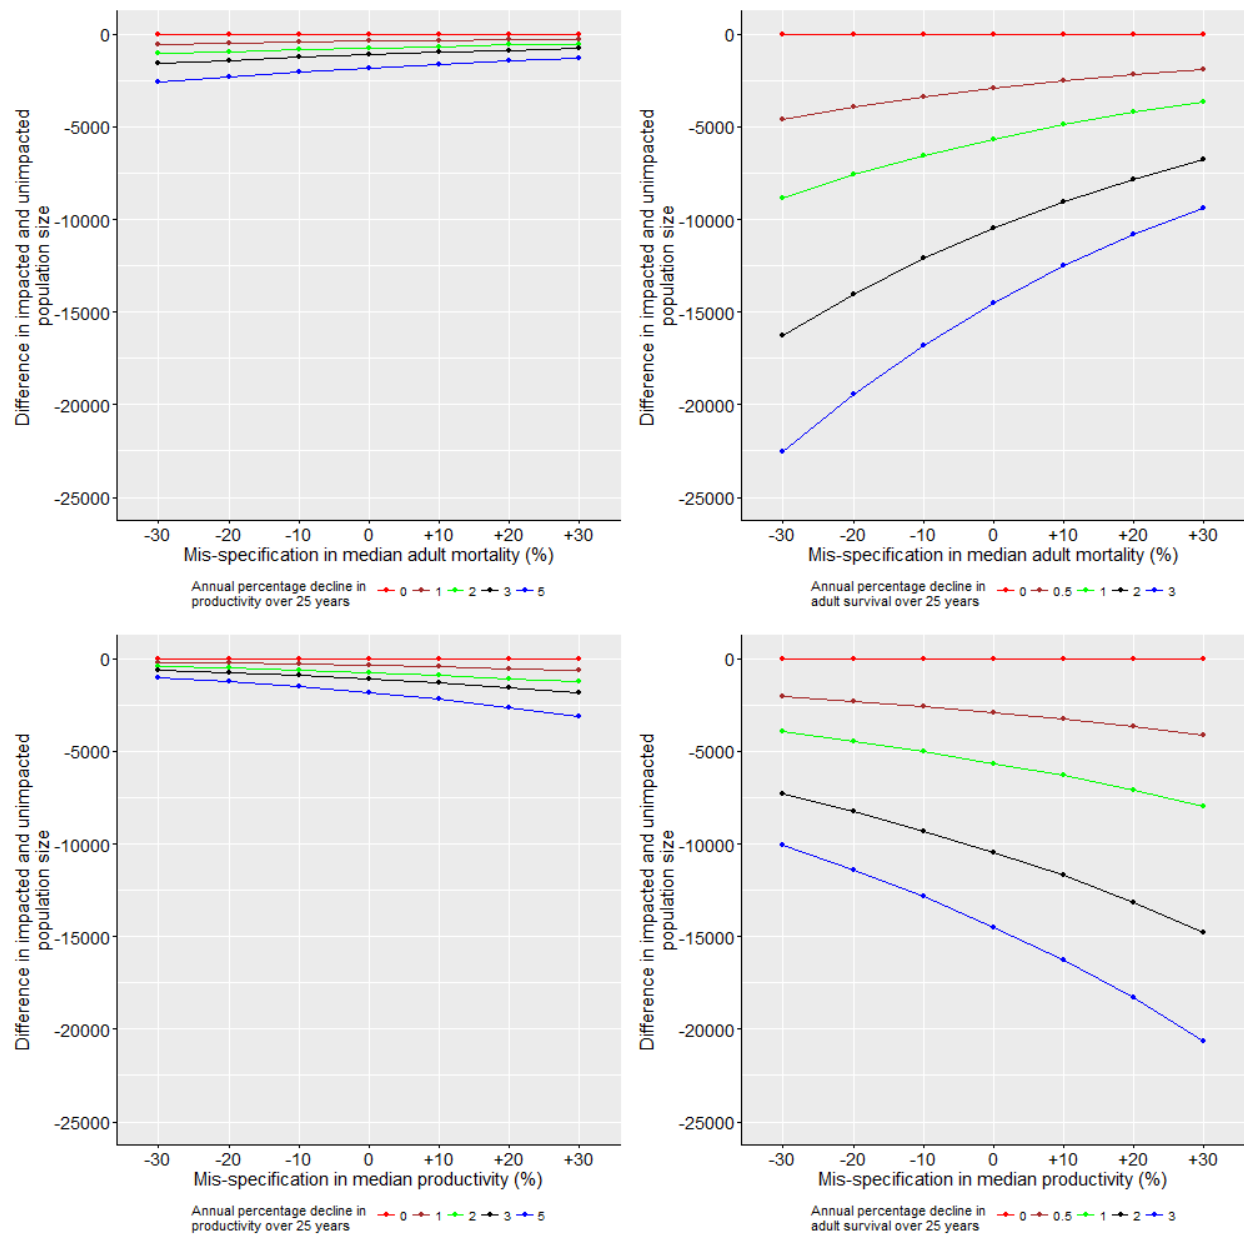 Difference in impacted and unimpacted
population size
0
-5000
-10000
-15000
-20000
-25000
-30 -20 -10 0 +10 +20 +30
Mis-specification in median adult mortality (%)
Annual percentage decline in
productivity over 25 years
0 1 2 3 5
Difference in impacted and unimpacted
population size
0
-5000
-10000
-15000
-20000
-25000
-30 -20 -10 0 +10 +20 +30
Mis-specification in median adult mortality (%)
Annual percentage decline in
adult survival over 25 years
0 0.5 1 2 3
Difference in impacted and unimpacted
population size
0
-5000
-10000
-15000
-20000
-25000
-30 -20 -10 0 +10 +20 +30
Mis-specification in median productivity (%)
Annual percentage decline in
productivity over 25 years
0 1 2 3 5
Difference in impacted and unimpacted
population size
0
-5000
-10000
-15000
-20000
-25000
-30 -20 -10 0 +10 +20 +30
Mis-specification in median productivity (%)
Annual percentage decline in
adult survival over 25 years
0 0.5 1 2 3